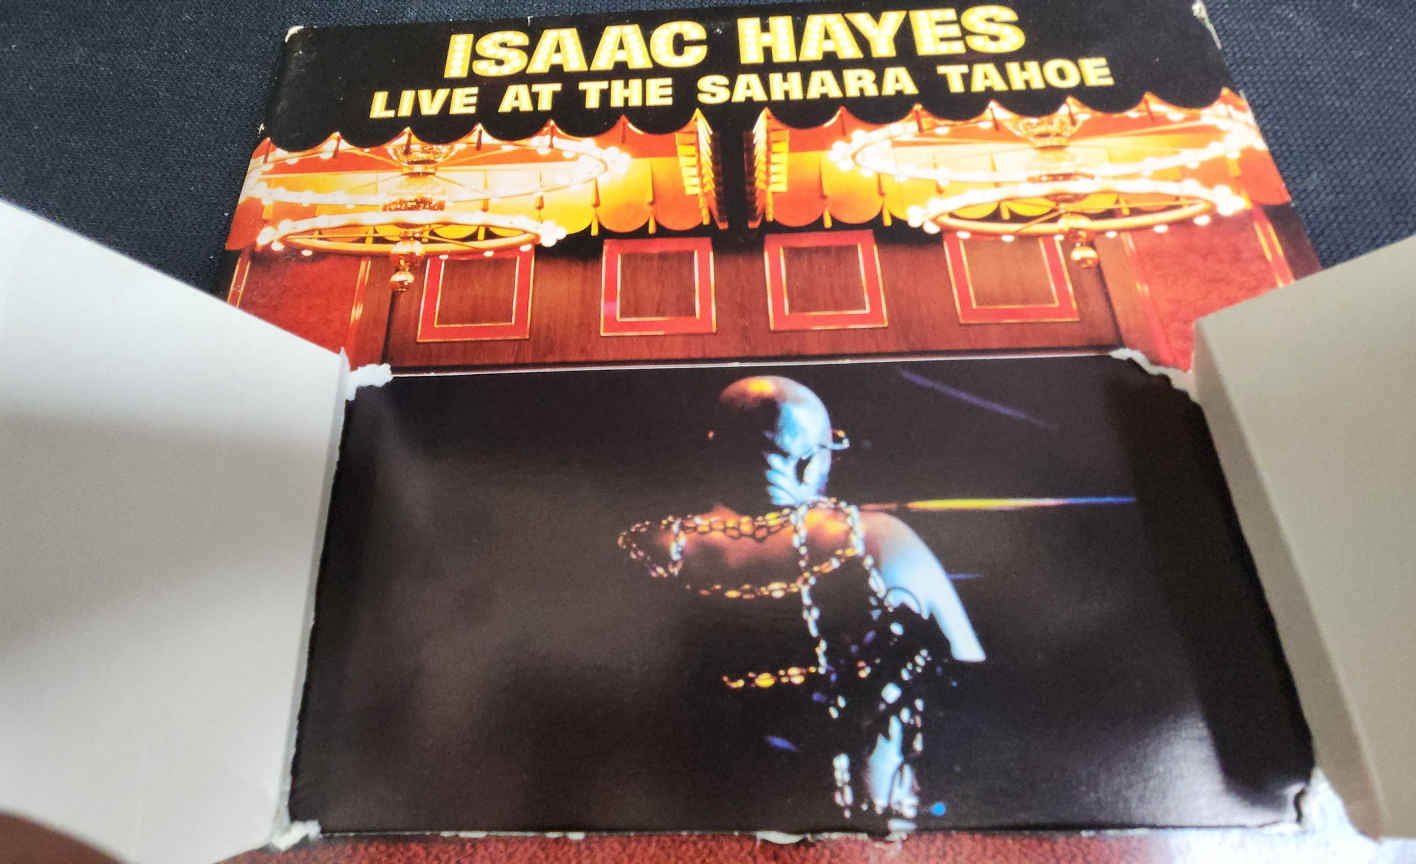 ISAAC HAYES
LIVE AT THE SAHARA TAHOE